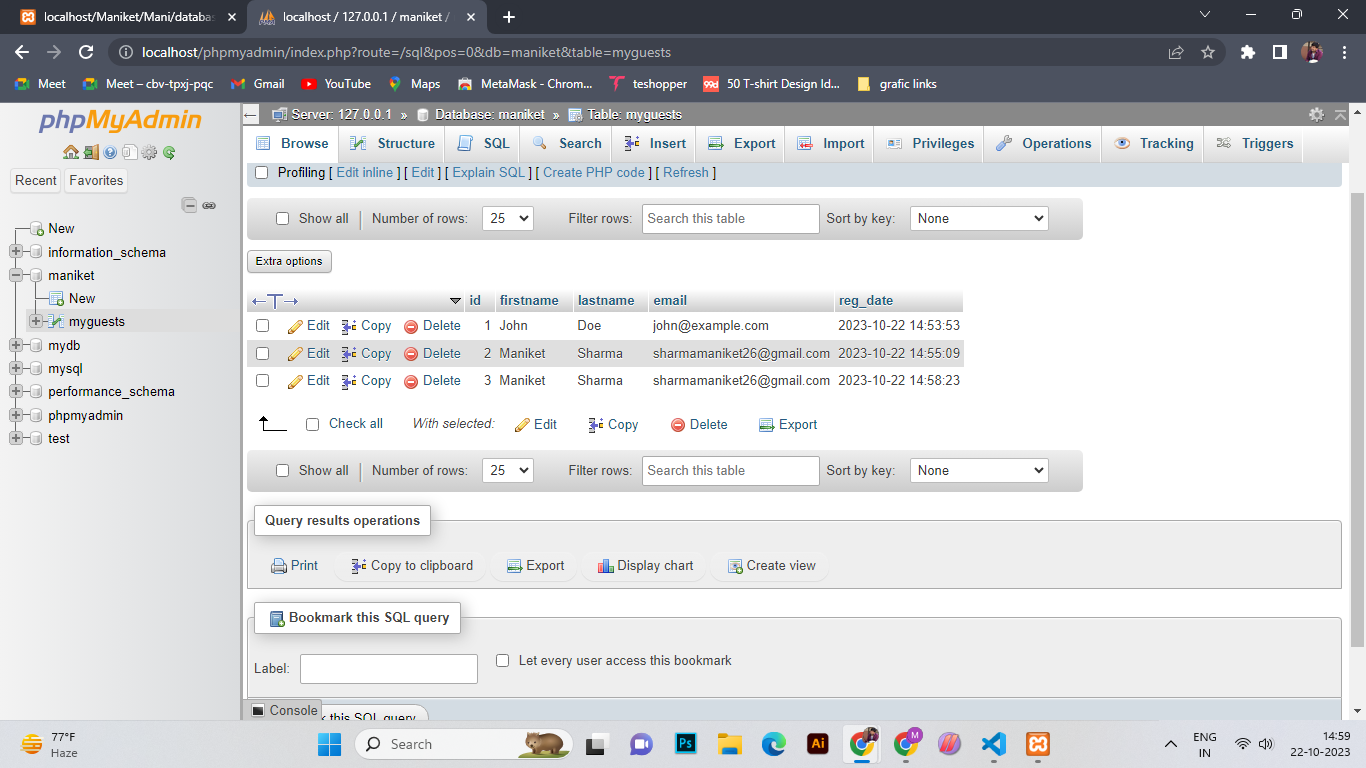 localhost/Maniket/Mani/databas
localhost / 127.0.0.1 / maniket /
localhost/phpmyadmin/index.php?route=/sql&pos=0&db=maniket&table=myguests
Meet
Meet – cbv-tpxj-pqc
Gmail
YouTube
Maps
MetaMask - Chrom...
teshopper
99d
50 T-shirt Design Id...
grafic links
phpMyAdmin
Recent
Favorites
New
information_schema
maniket
New
myguests
mydb
mysql
performance_schema
phpmyadmin
test
Server: 127.0.0.1 » Database: maniket » Table: myguests
Browse Structure SQL Search Insert Export Import Privileges Operations Tracking Triggers
Profiling [ Edit inline ] [ Edit ] [ Explain SQL ] [ Create PHP code ] [ Refresh ]
Show all | Number of rows: 25 Filter rows: Search this table Sort by key: None
Extra options
←T→ id firstname lastname email reg_date
Edit Copy Delete 1 John Doe john@example.com 2023-10-22 14:53:53
Edit Copy Delete 2 Maniket Sharma sharmamaniket26@gmail.com 2023-10-22 14:55:09
Edit Copy Delete 3 Maniket Sharma sharmamaniket26@gmail.com 2023-10-22 14:58:23
Check all With selected: Edit Copy Delete Export
Show all | Number of rows: 25 Filter rows: Search this table Sort by key: None
Query results operations
Print Copy to clipboard Export Display chart Create view
Bookmark this SQL query
Label: Let every user access this bookmark
Console
this SQL query
77°F
Haze
Search
Ps
Ai
M
ENG
IN
14:59
22-10-2023